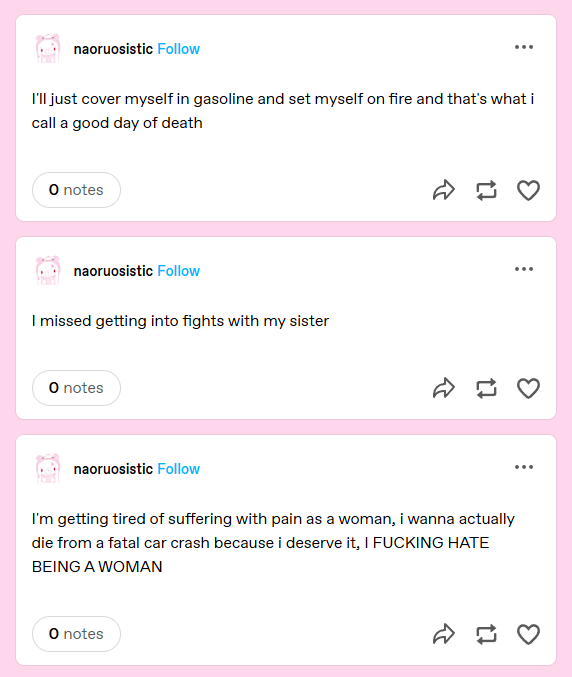 naoruosistic Follow
I'll just cover myself in gasoline and set myself on fire and that's what i
call a good day of death
0 notes
naoruosistic Follow
I missed getting into fights with my sister
0 notes
naoruosistic Follow
I'm getting tired of suffering with pain as a woman, i wanna actually
die from a fatal car crash because i deserve it, I FUCKING HATE
BEING A WOMAN
0 notes